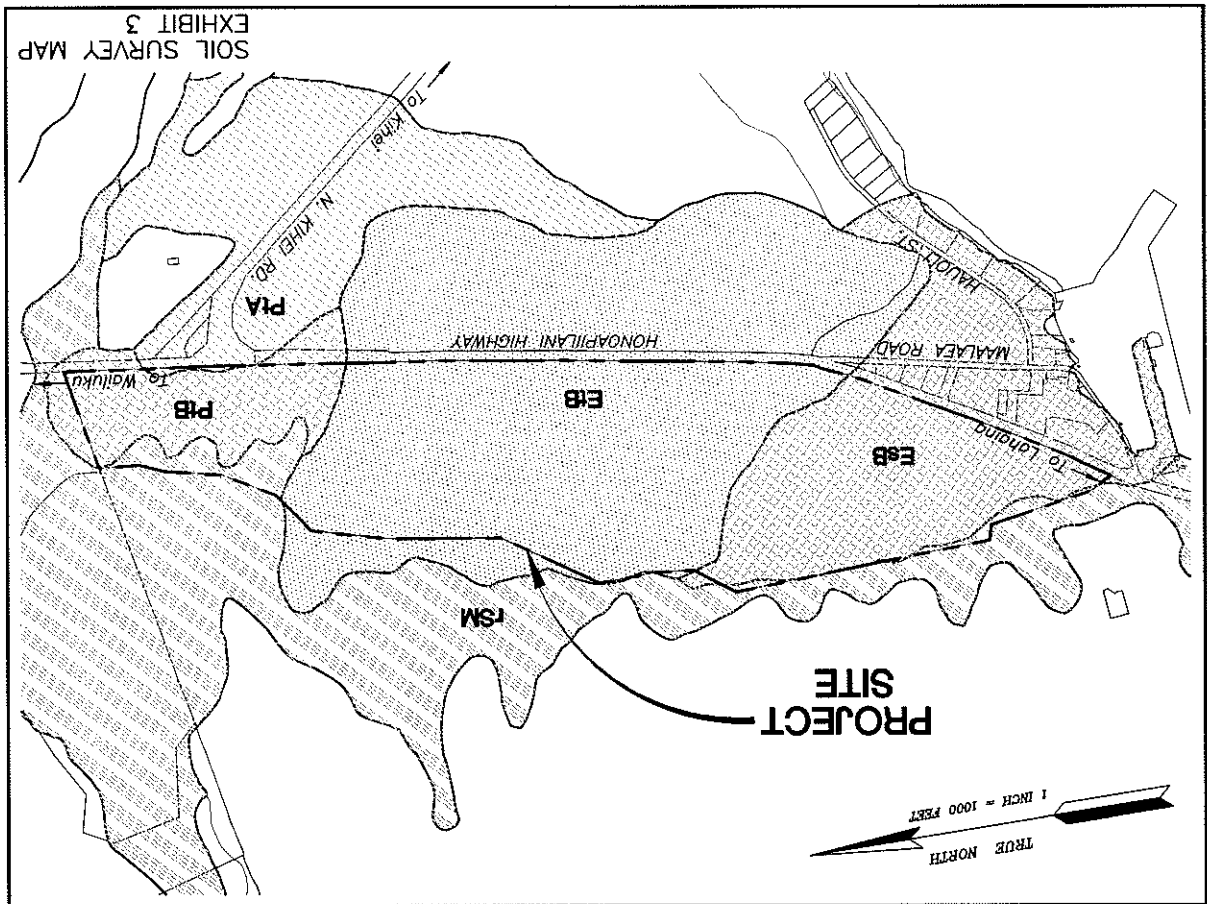 TRUE NORTH
1 INCH = 1000 FEET
PROJECT
SITE
rSM
EsB
To Lahaina
PtB
EtB
To Wailuku
MAALAEA ROAD
HONOAPIILANI HIGHWAY
PtA
HAUOLI ST.
N. KIHEI RD.
To Kihei
SOIL SURVEY MAP
EXHIBIT 3